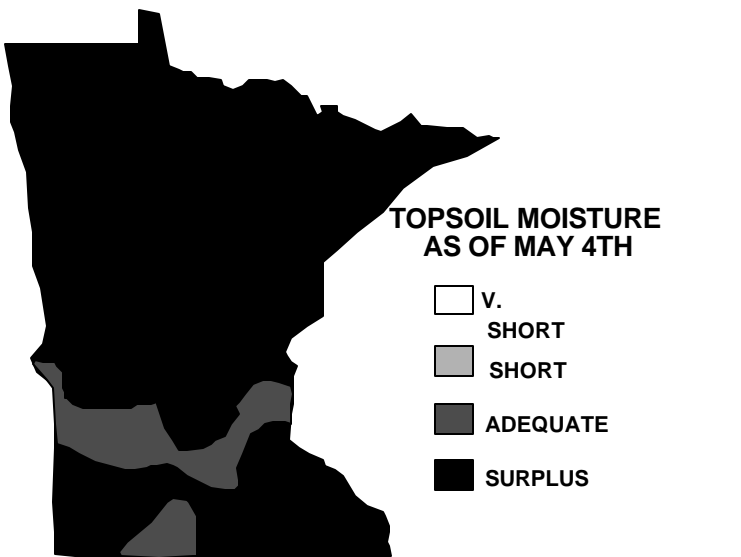 TOPSOIL MOISTURE
AS OF MAY 4TH
V.
SHORT
SHORT
ADEQUATE
SURPLUS